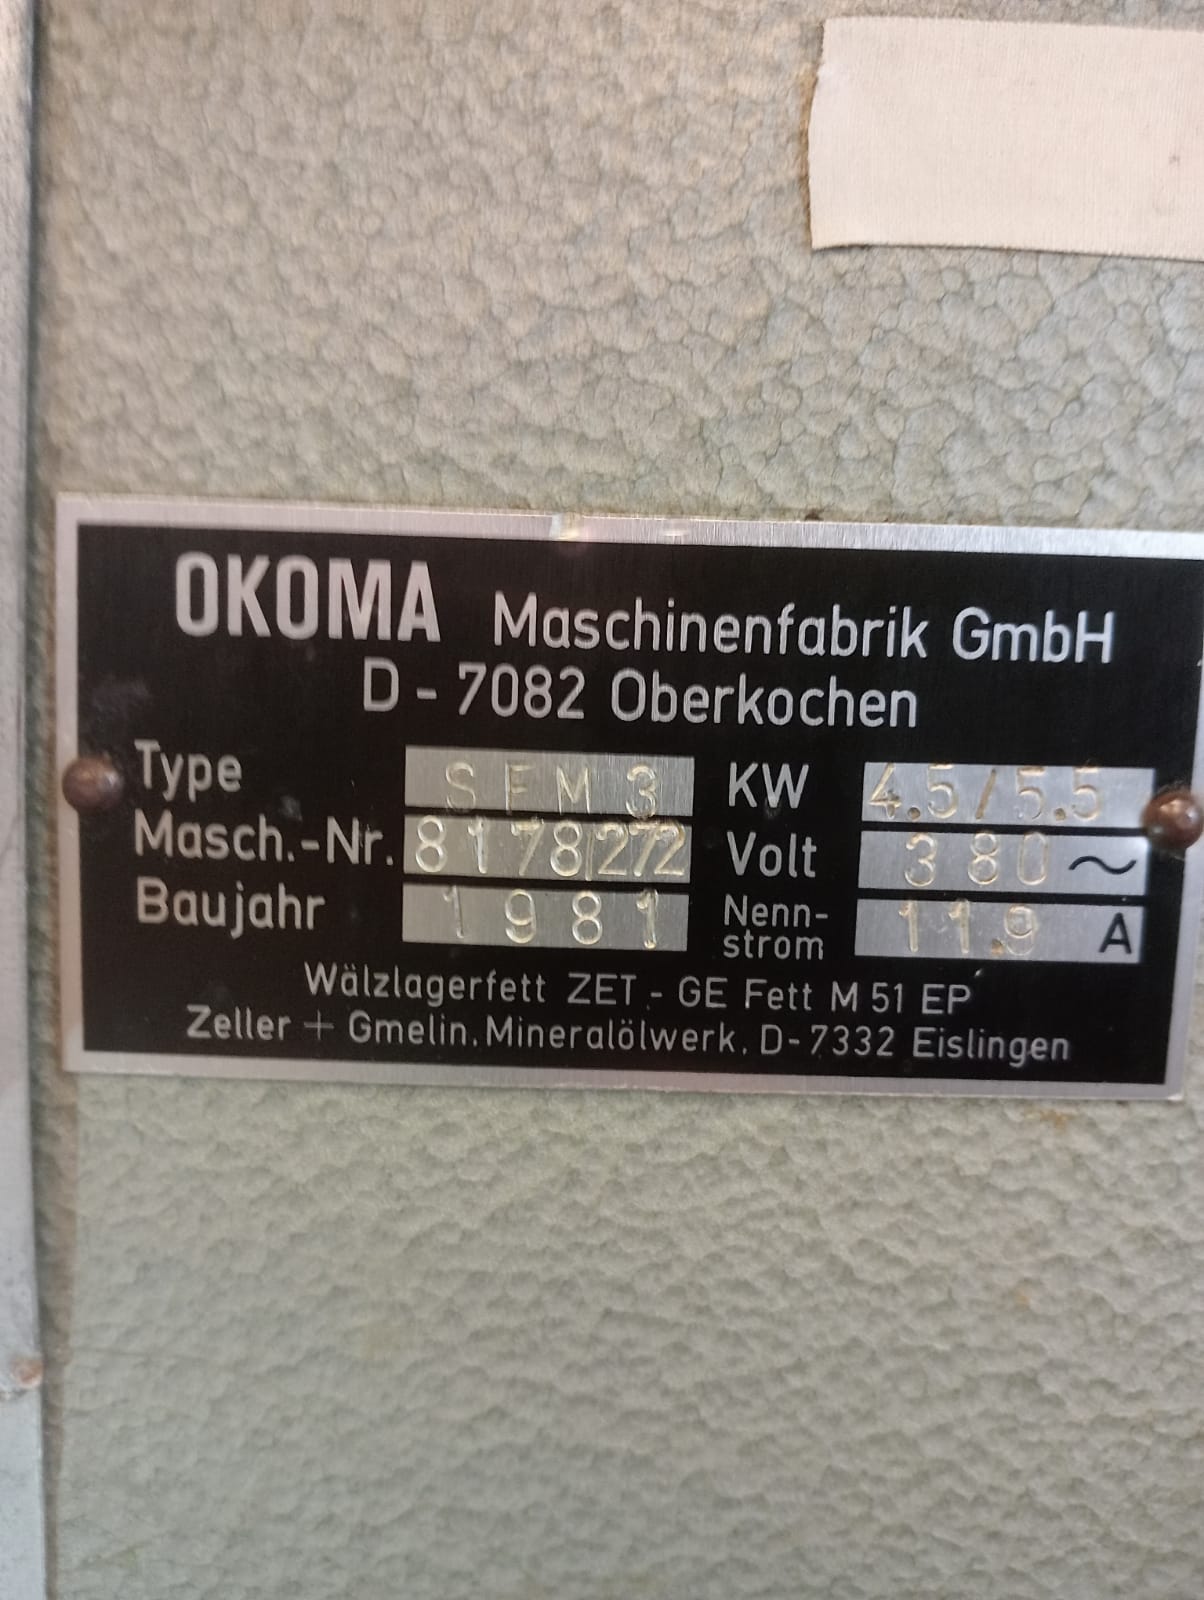 OKOMA Maschinenfabrik GmbH
D - 7082 Oberkochen
Type SFM3 KW 4.5/5.5
Masch.-Nr. 8178/272 Volt 380 ~
Baujahr 1981 Nenn-strom 11.9 A
Wälzlagerfett ZET - GE Fett M 51 EP
Zeller + Gmelin. Mineralölwerk. D-7332 Eislingen